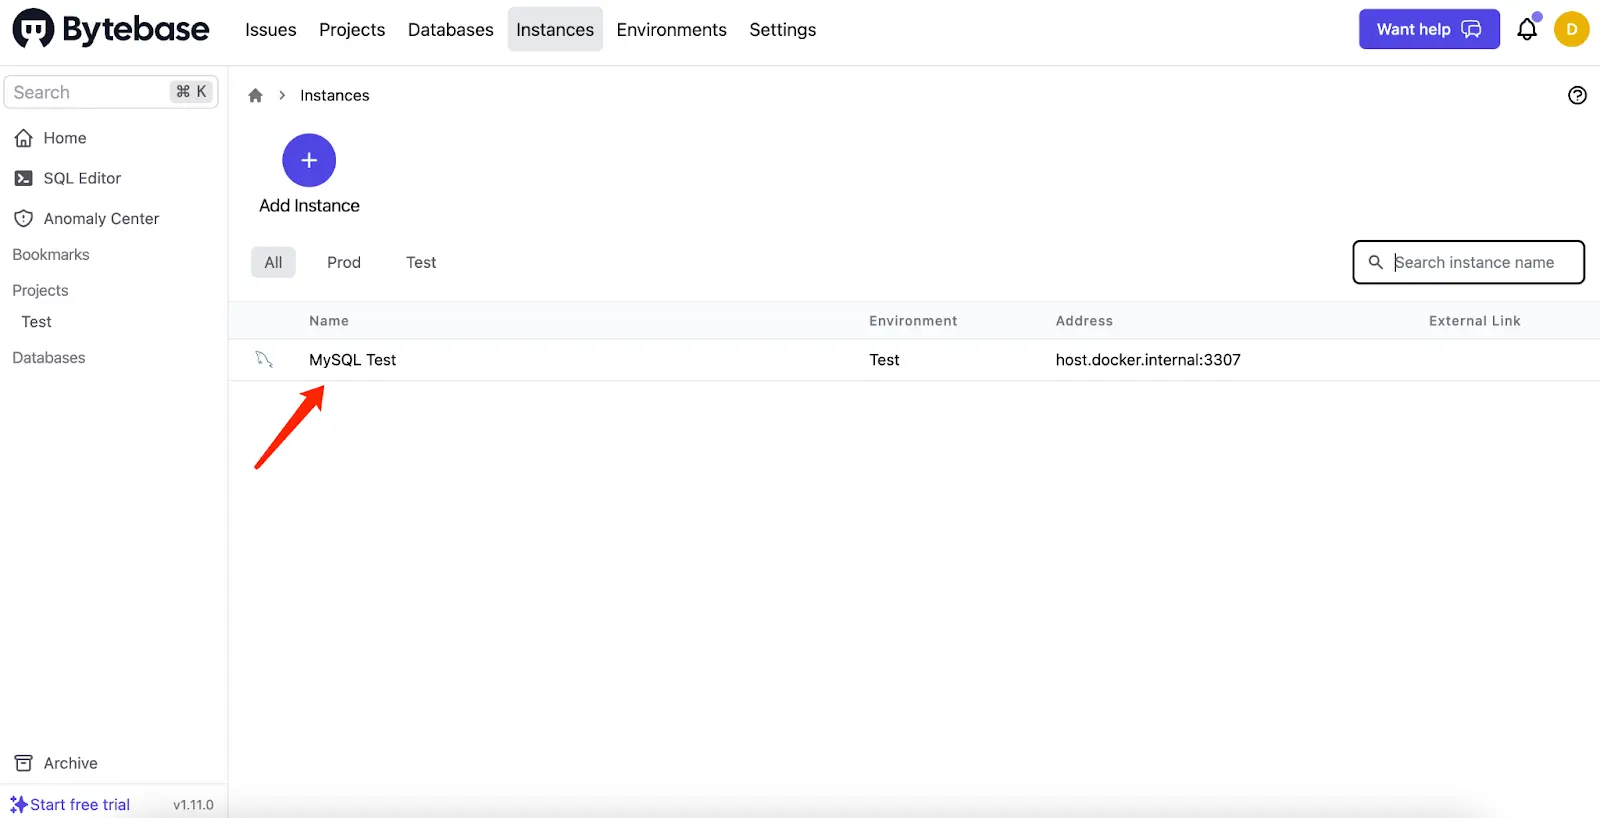 Bytebase
Issues Projects Databases Instances Environments Settings
Want help
D
Search ⌘ K
Home
SQL Editor
Anomaly Center
Bookmarks
Projects
Test
Databases
Archive
Start free trial v1.11.0
Instances
Add Instance
All Prod Test
Search instance name
Name Environment Address External Link
MySQL Test Test host.docker.internal:3307